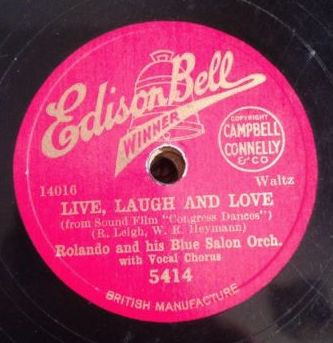 Edison Bell
WINNER
COPYRIGHT
CAMPBELL
CONNELLY
& CO
14016
Waltz
LIVE, LAUGH AND LOVE
(from Sound Film "Congress Dances")
(R. Leigh, W. R. Heymann)
Rolando and his Blue Salon Orch.
with Vocal Chorus
5414
BRITISH MANUFACTURE